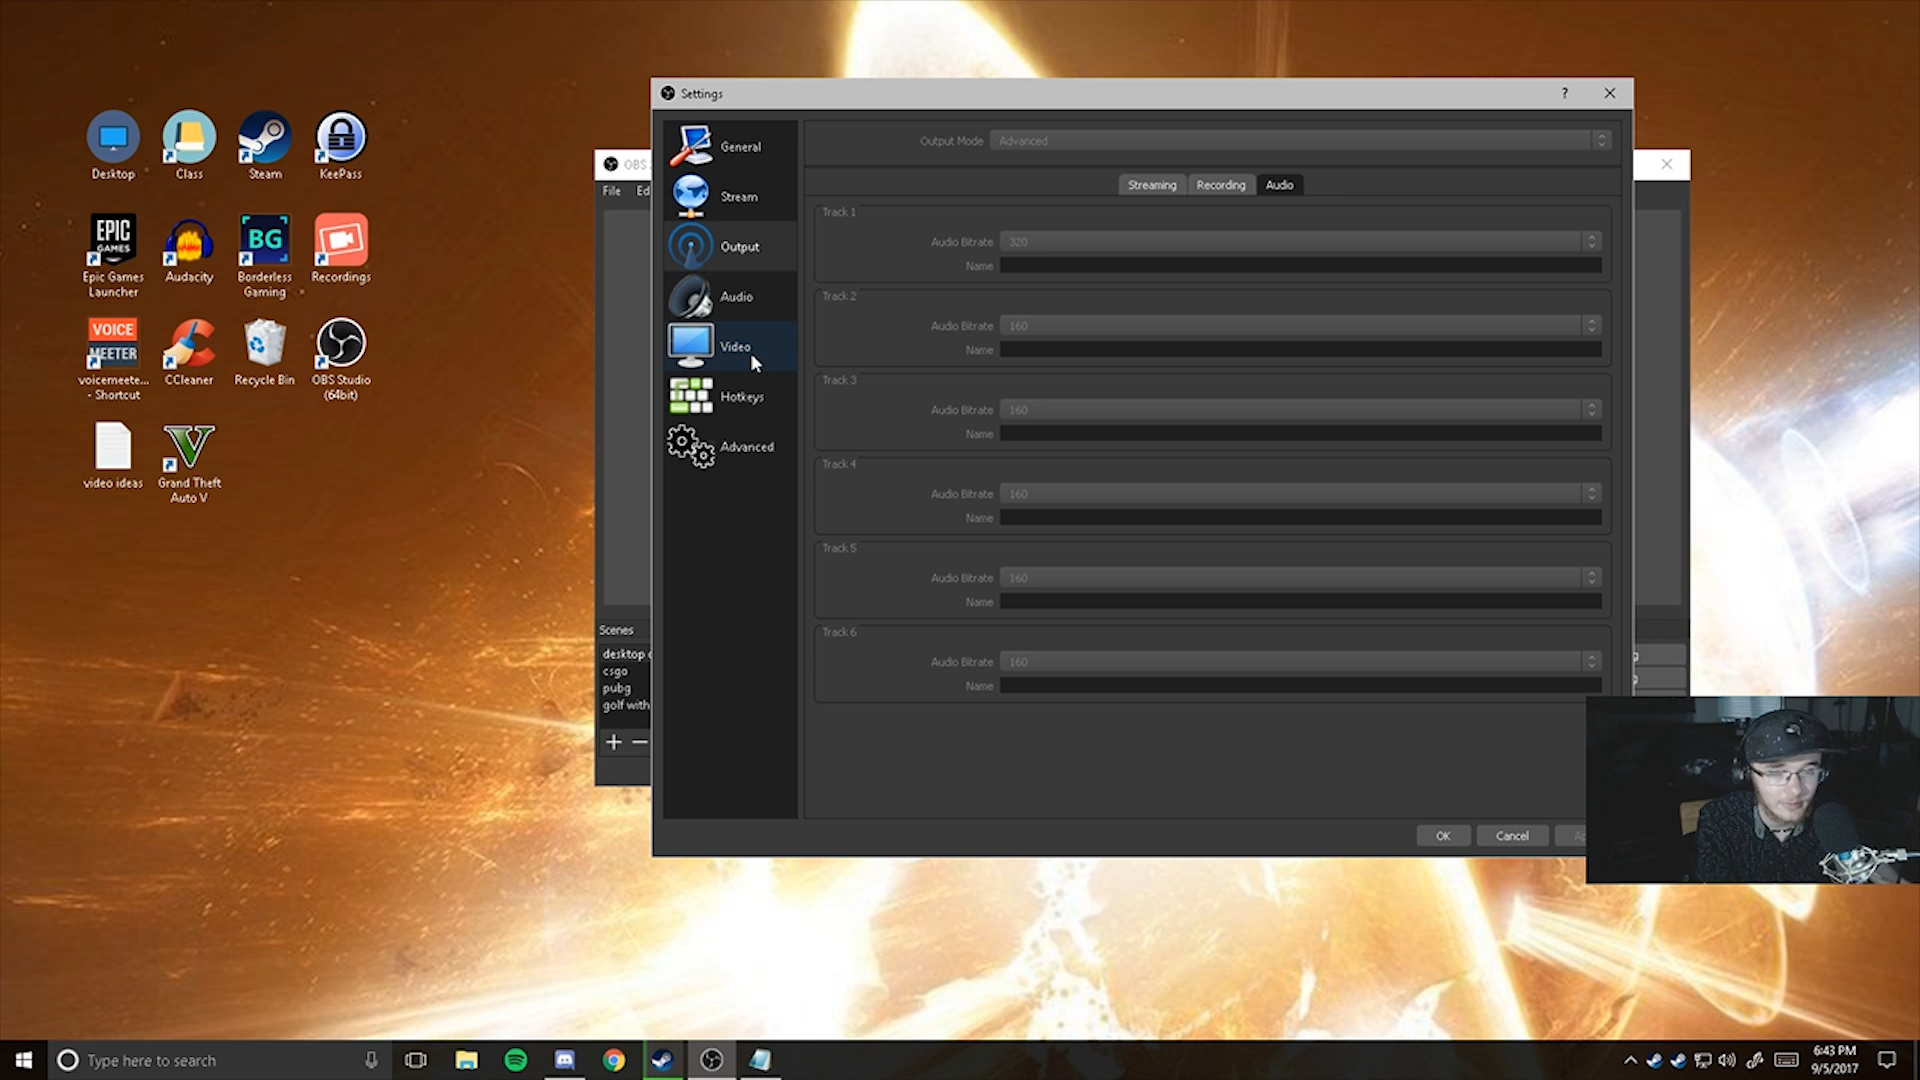 Desktop
Class
Steam
KeePass
EPIC
GAMES
Epic Games
Launcher
Audacity
BG
Borderless
Gaming
Recordings
VOICE
MEETER
voicemeete...
- Shortcut
CCleaner
Recycle Bin
OBS Studio
(64bit)
video ideas
Grand Theft
Auto V
OBS
File Ed
Scenes
desktop
csgo
pubg
golf with
Settings
?
General
Stream
Output
Audio
Video
Hotkeys
Advanced
Output Mode Advanced
Streaming Recording Audio
Track 1
Audio Bitrate 320
Name
Track 2
Audio Bitrate 160
Name
Track 3
Audio Bitrate 160
Name
Track 4
Audio Bitrate 160
Name
Track 5
Audio Bitrate 160
Name
Track 6
Audio Bitrate 160
Name
OK Cancel
Type here to search
6:43 PM
9/5/2017